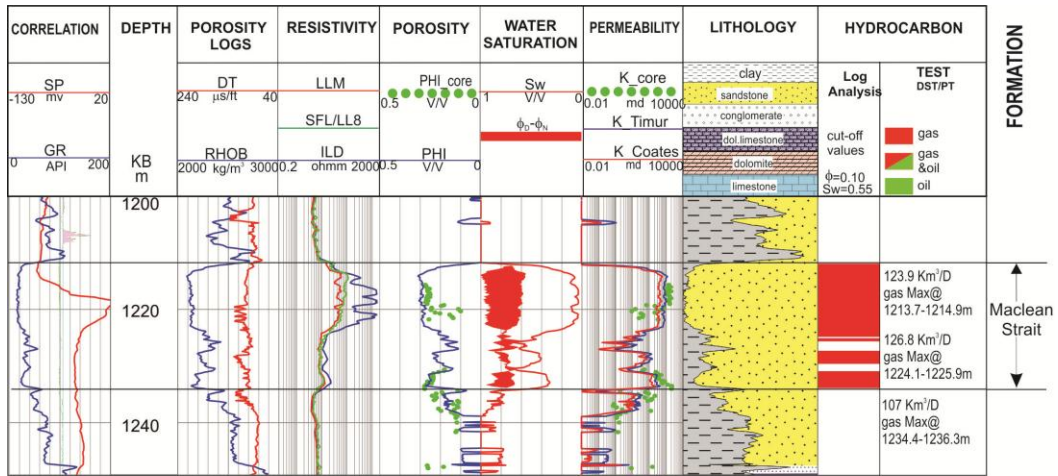 CORRELATION
DEPTH
POROSITY
LOGS
RESISTIVITY
POROSITY
WATER
SATURATION
PERMEABILITY
LITHOLOGY
HYDROCARBON
FORMATION
SP
-130 mv 20
GR
0 API 200
KB
m
DT
240 µs/ft 40
RHOB
2000 kg/m³ 3000
LLM
SFL/LL8
ILD
0.2 ohmm 2000
PHI_core
0.5 V/V 0
PHI
0.5 V/V 0
Sw
1 V/V 0
ϕD-ϕN
K_core
0.01 md 10000
K_Timur
K_Coates
0.01 md 10000
clay
sandstone
conglomerate
dol.limestone
dolomite
limestone
Log
Analysis
cut-off
values
ϕ=0.10
Sw=0.55
TEST
DST/PT
gas
gas
&oil
oil
1200
1220
1240
123.9 Km³/D
gas Max@
1213.7-1214.9m
126.8 Km³/D
gas Max@
1224.1-1225.9m
107 Km³/D
gas Max@
1234.4-1236.3m
Maclean
Strait